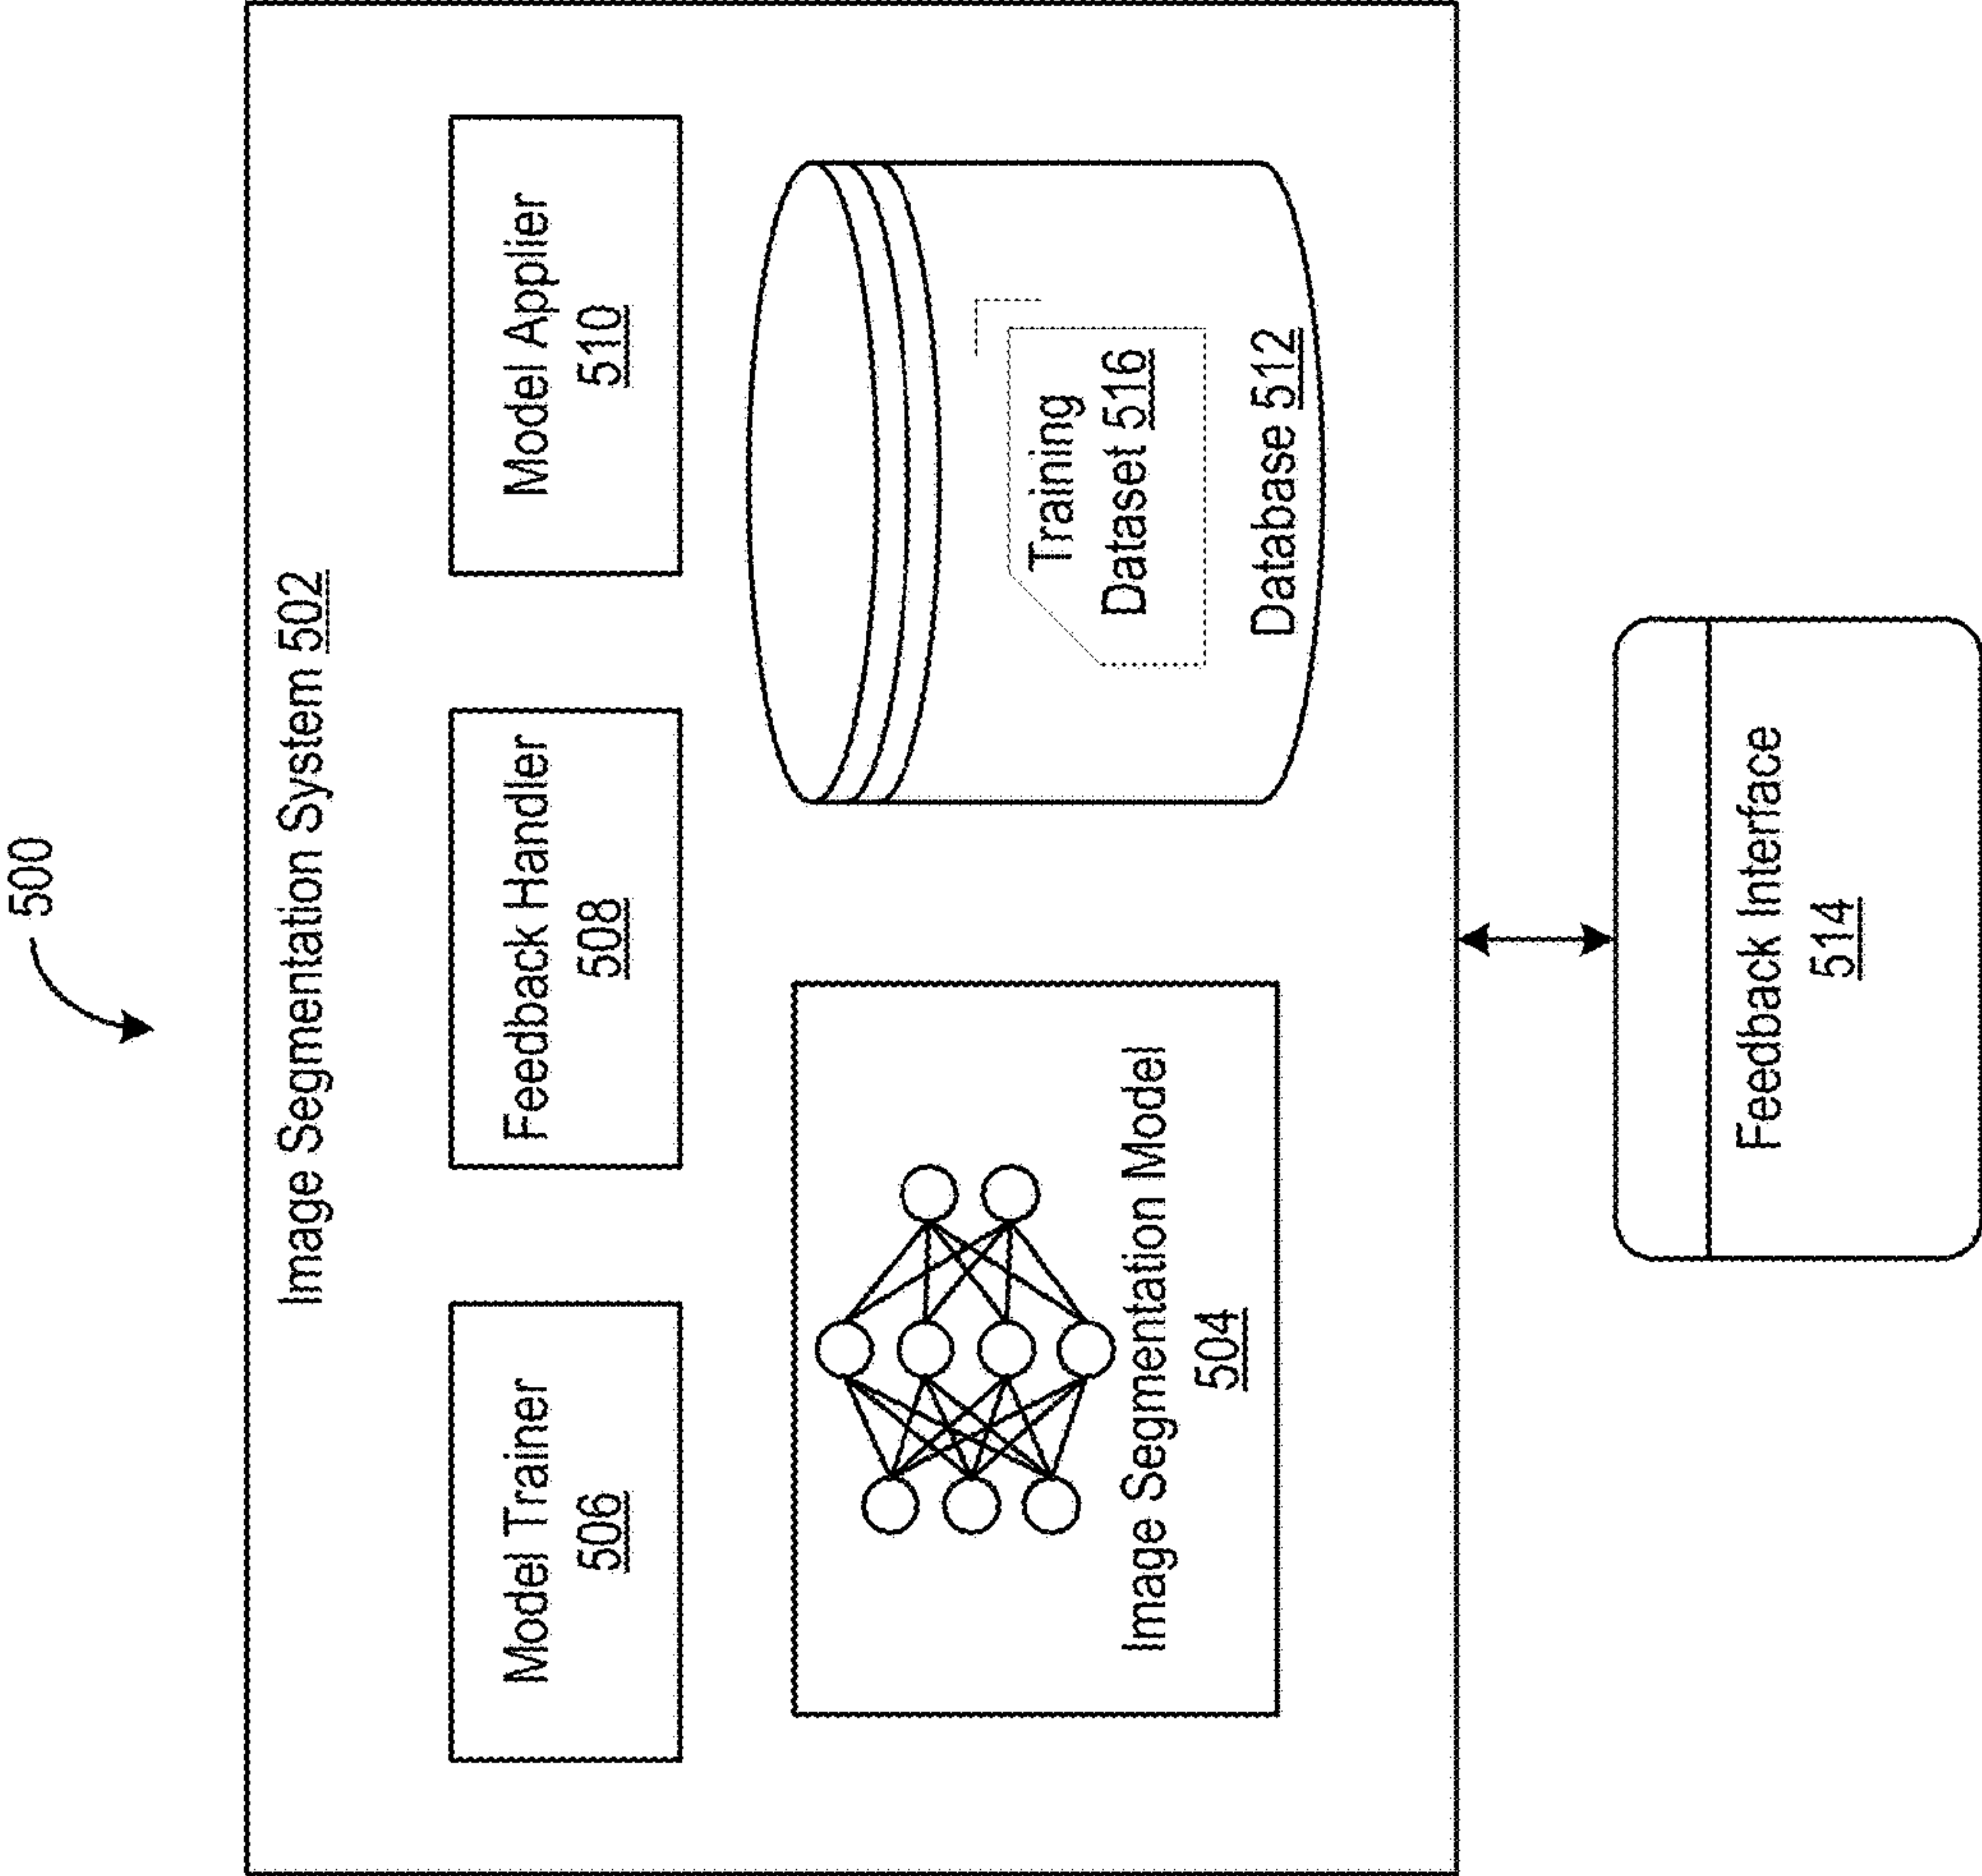 500
Image Segmentation System 502
Model Trainer
506
Feedback Handler
508
Model Applier
510
Image Segmentation Model
504
Training
Dataset 516
Database 512
Feedback Interface
514